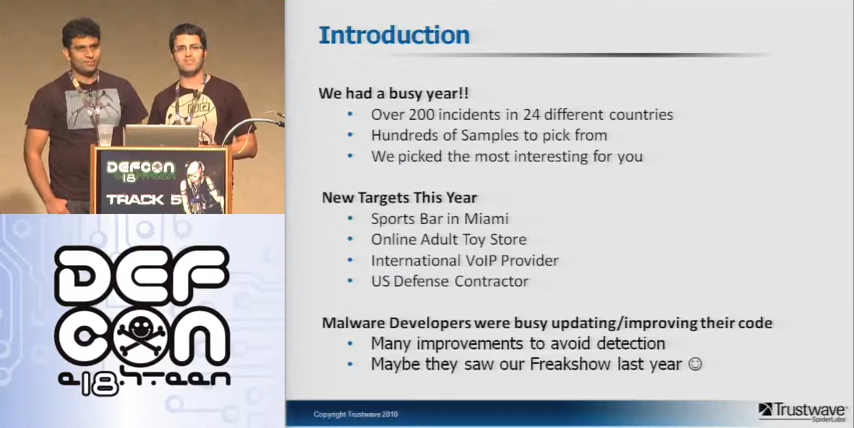 DEFCON
18
TRACK 5
DEF
CON
e18hteen
Introduction
We had a busy year!!
• Over 200 incidents in 24 different countries
• Hundreds of Samples to pick from
• We picked the most interesting for you
New Targets This Year
• Sports Bar in Miami
• Online Adult Toy Store
• International VoIP Provider
• US Defense Contractor
Malware Developers were busy updating/improving their code
• Many improvements to avoid detection
• Maybe they saw our Freakshow last year ☺
Copyright Trustwave 2010
Trustwave®
SpiderLabs